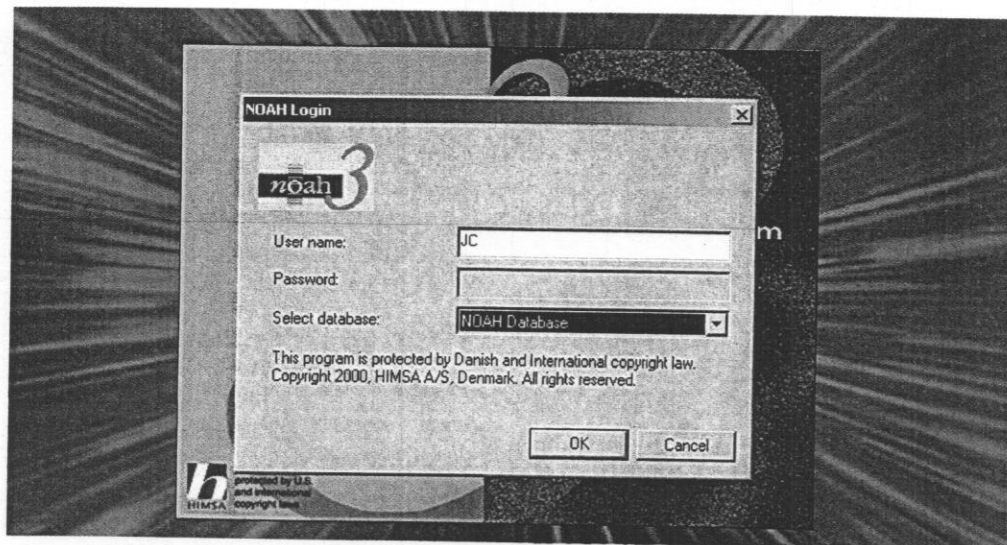 NOAH Login
noah 3
User name:
JC
m
Password:
Select database:
NOAH Database
This program is protected by Danish and International copyright law.
Copyright 2000, HIMSA A/S, Denmark. All rights reserved.
OK
Cancel
h
HIMSA
protected by U.S.
and international
copyright laws